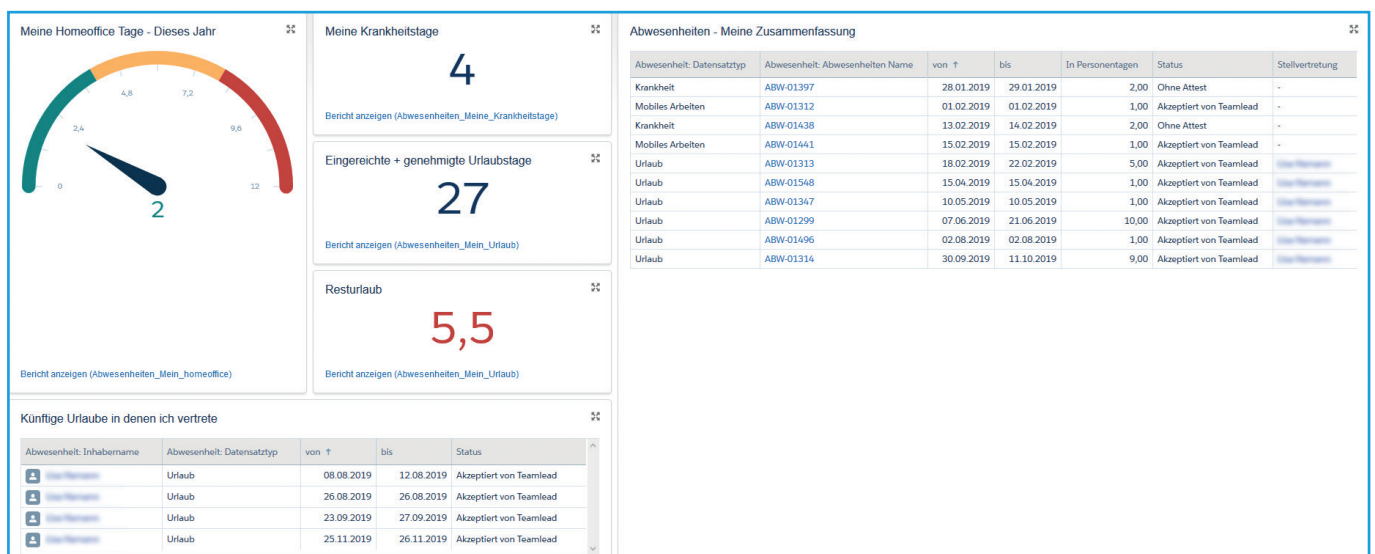 Meine Homeoffice Tage - Dieses Jahr
0
2,4
4,8
7,2
9,6
12
2
Bericht anzeigen (Abwesenheiten_Mein_homeoffice)
Meine Krankheitstage
4
Bericht anzeigen (Abwesenheiten_Meine_Krankheitstage)
Eingereichte + genehmigte Urlaubstage
27
Bericht anzeigen (Abwesenheiten_Mein_Urlaub)
Resturlaub
5,5
Bericht anzeigen (Abwesenheiten_Mein_Urlaub)
Abwesenheiten - Meine Zusammenfassung
Abwesenheit: Datensatztyp Abwesenheit: Abwesenheiten Name von ↑ bis In Personentagen Status Stellvertretung
Krankheit ABW-01397 28.01.2019 29.01.2019 2,00 Ohne Attest -
Mobiles Arbeiten ABW-01312 01.02.2019 01.02.2019 1,00 Akzeptiert von Teamlead -
Krankheit ABW-01438 13.02.2019 14.02.2019 2,00 Ohne Attest -
Mobiles Arbeiten ABW-01441 15.02.2019 15.02.2019 1,00 Akzeptiert von Teamlead -
Urlaub ABW-01313 18.02.2019 22.02.2019 5,00 Akzeptiert von Teamlead
Urlaub ABW-01548 15.04.2019 15.04.2019 1,00 Akzeptiert von Teamlead
Urlaub ABW-01347 10.05.2019 10.05.2019 1,00 Akzeptiert von Teamlead
Urlaub ABW-01299 07.06.2019 21.06.2019 10,00 Akzeptiert von Teamlead
Urlaub ABW-01496 02.08.2019 02.08.2019 1,00 Akzeptiert von Teamlead
Urlaub ABW-01314 30.09.2019 11.10.2019 9,00 Akzeptiert von Teamlead
Künftige Urlaube in denen ich vertrete
Abwesenheit: Inhabername Abwesenheit: Datensatztyp von ↑ bis Status
Urlaub 08.08.2019 12.08.2019 Akzeptiert von Teamlead
Urlaub 26.08.2019 26.08.2019 Akzeptiert von Teamlead
Urlaub 23.09.2019 27.09.2019 Akzeptiert von Teamlead
Urlaub 25.11.2019 26.11.2019 Akzeptiert von Teamlead